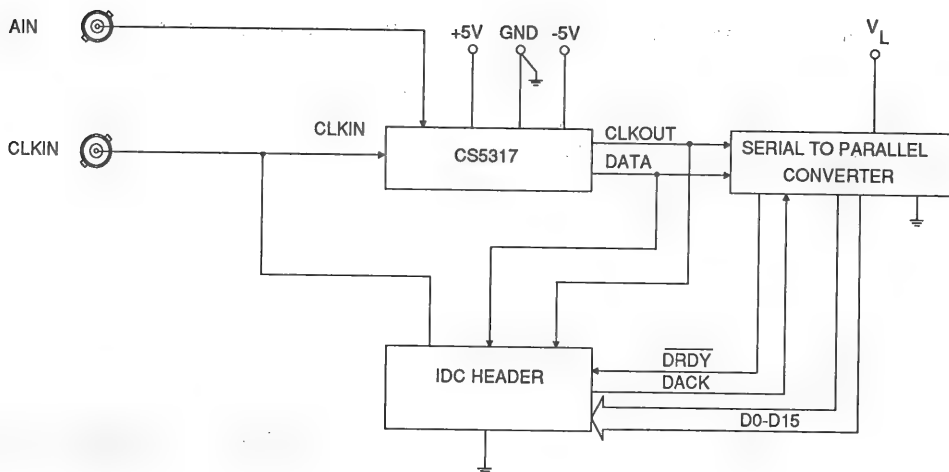 AIN
+5V GND -5V
V L
CLKIN
CLKIN
CS5317
CLKOUT
DATA
SERIAL TO PARALLEL
CONVERTER
IDC HEADER
DRDY
DACK
D0-D15